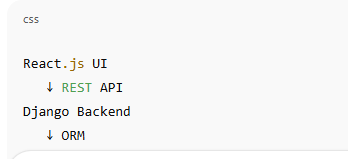 css
React.js UI
↓ REST API
Django Backend
↓ ORM